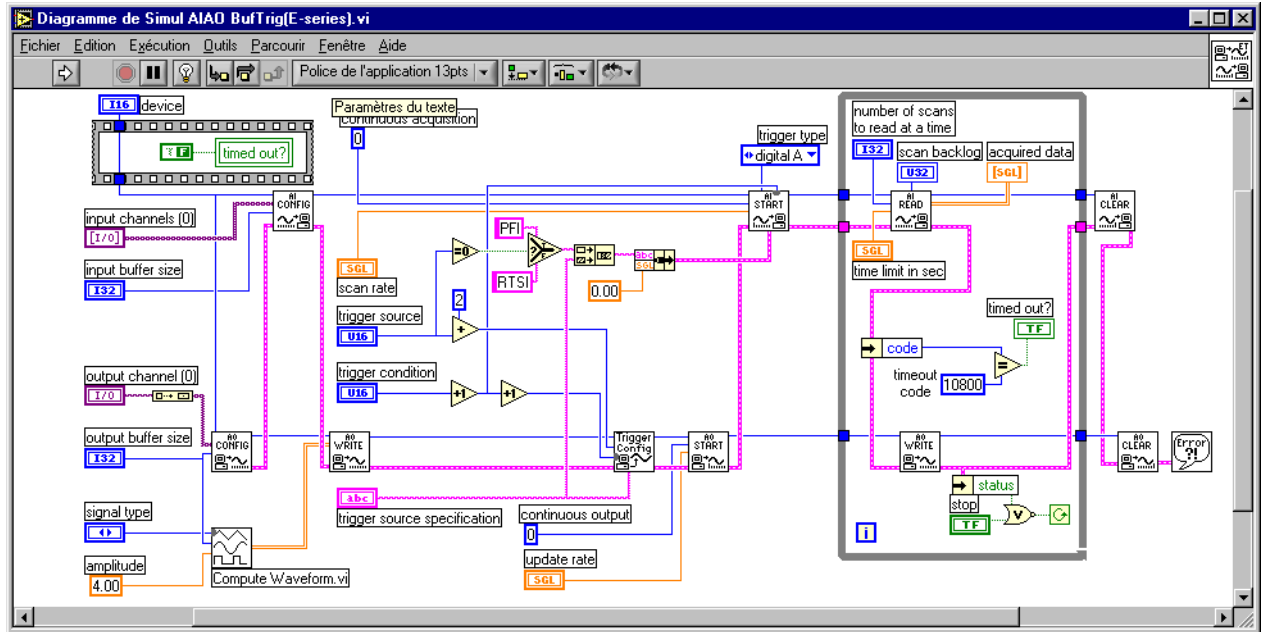 Diagramme de Simul AIAO BufTrig(E-series).vi
Fichier Edition Exécution Outils Parcourir Fenêtre Aide
Police de l'application 13pts
ET
I16 device
Paramètres du texte
continuous acquisition
0
number of scans
to read at a time
trigger type
digital A
I32 scan backlog acquired data
U32 [SGL]
T F timed out?
AI CONFIG
AI START
AI READ
AI CLEAR
input channels (0)
[I/O]
PFI
=0
? T F
abc
SGL
SGL
time limit in sec
input buffer size
I32
SGL
scan rate
RTSI
0.00
2
trigger source
U16
+
timed out?
TF
code
=
timeout
code
10800
trigger condition
U16
+1 +1
output channel (0)
I/O
output buffer size
I32
AO CONFIG
AO WRITE
Trigger Config
AO START
AO WRITE
AO CLEAR
Error ?!
abc
trigger source specification
status
stop
TF
V
signal type
continuous output
0
i
update rate
SGL
amplitude
4.00
Compute Waveform.vi